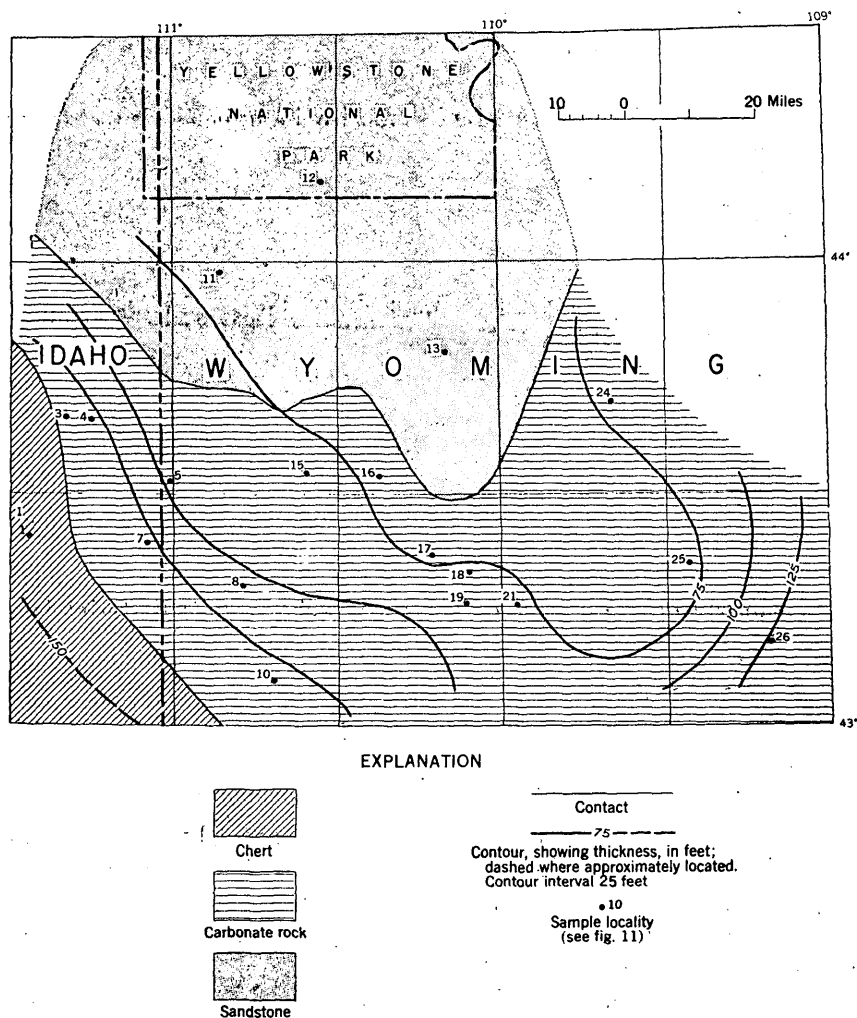 111°
110°
109°
YELLOWSTONE
NATIONAL
PARK
10 0 20 Miles
12
44°
11
13
IDAHO
WYOMING
24
3 4
5
15
16
1
7
17
18
25
8
19
21
75
100
125
26
150
10
43°
EXPLANATION
Chert
Carbonate rock
Sandstone
Contact
75
Contour, showing thickness, in feet;
dashed where approximately located.
Contour interval 25 feet
10
Sample locality
(see fig. 11)